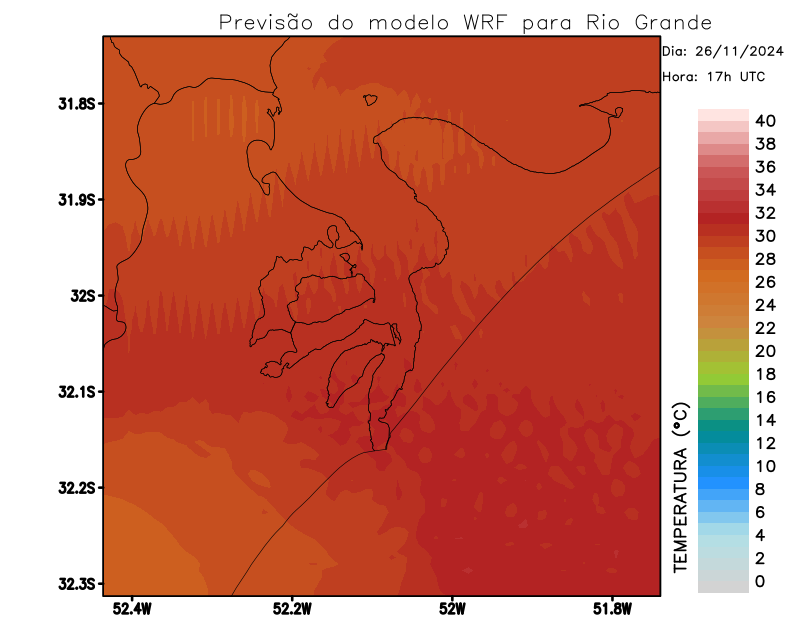 Previsão do modelo WRF para Rio Grande
Dia: 26/11/2024
Hora: 17h UTC
31.8S
31.9S
32S
32.1S
32.2S
32.3S
52.4W
52.2W
52W
51.8W
TEMPERATURA (°C)
40
38
36
34
32
30
28
26
24
22
20
18
16
14
12
10
8
6
4
2
0